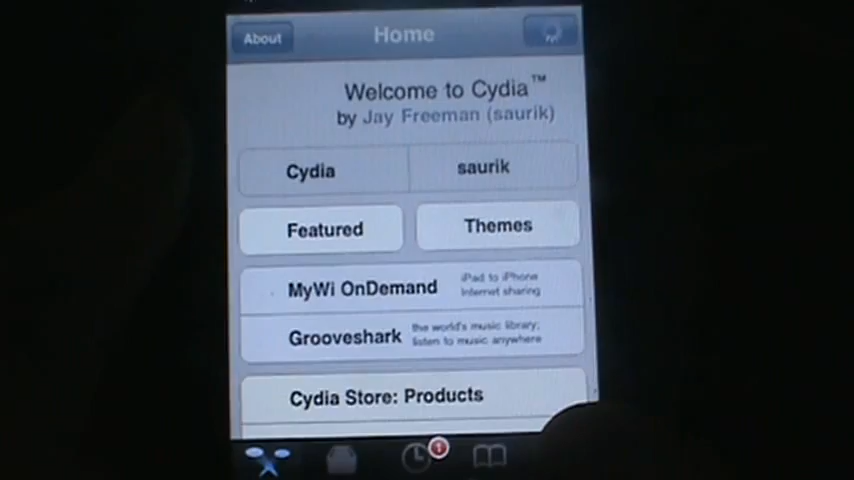 About
Home
Welcome to Cydia™
by Jay Freeman (saurik)
Cydia
saurik
Featured
Themes
MyWi OnDemand
iPad to iPhone
Internet sharing
Grooveshark
the world's music library;
listen to music anywhere
Cydia Store: Products
1